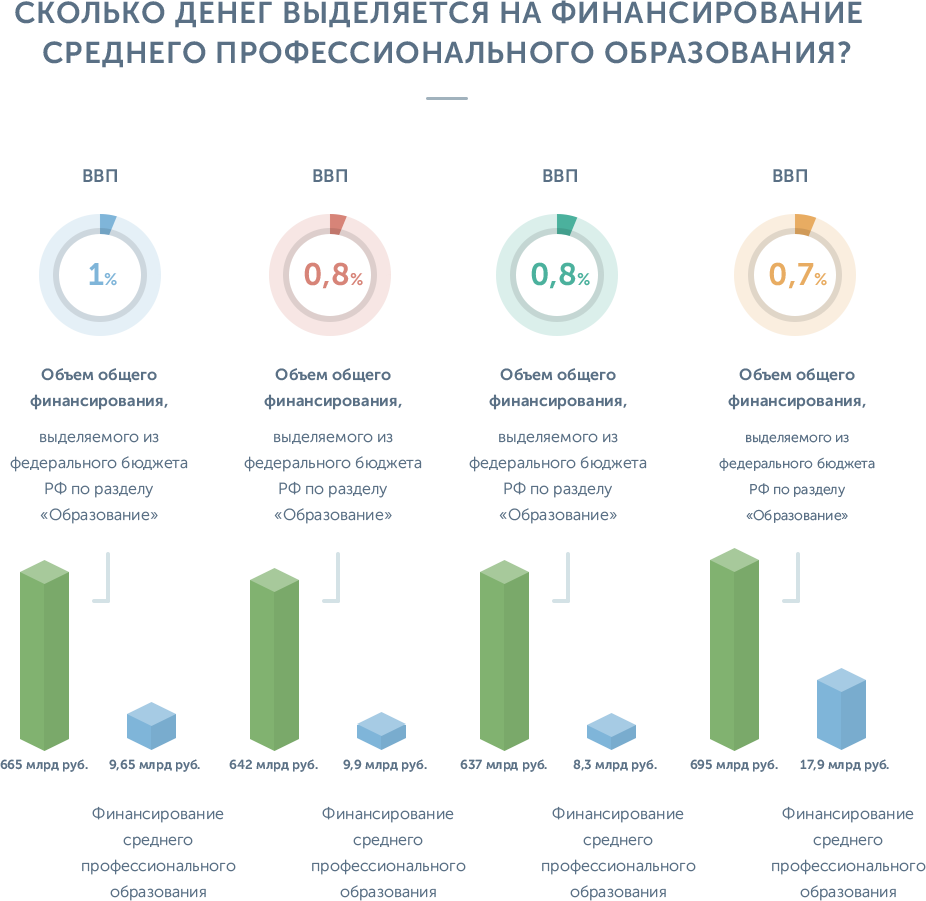 СКОЛЬКО ДЕНЕГ ВЫДЕЛЯЕТСЯ НА ФИНАНСИРОВАНИЕ
СРЕДНЕГО ПРОФЕССИОНАЛЬНОГО ОБРАЗОВАНИЯ?
ВВП
1%
Объем общего
финансирования,
выделяемого из
федерального бюджета
РФ по разделу
«Образование»
665 млрд руб.
9,65 млрд руб.
Финансирование
среднего
профессионального
образования
ВВП
0,8%
Объем общего
финансирования,
выделяемого из
федерального бюджета
РФ по разделу
«Образование»
642 млрд руб.
9,9 млрд руб.
Финансирование
среднего
профессионального
образования
ВВП
0,8%
Объем общего
финансирования,
выделяемого из
федерального бюджета
РФ по разделу
«Образование»
637 млрд руб.
8,3 млрд руб.
Финансирование
среднего
профессионального
образования
ВВП
0,7%
Объем общего
финансирования,
выделяемого из
федерального бюджета
РФ по разделу
«Образование»
695 млрд руб.
17,9 млрд руб.
Финансирование
среднего
профессионального
образования